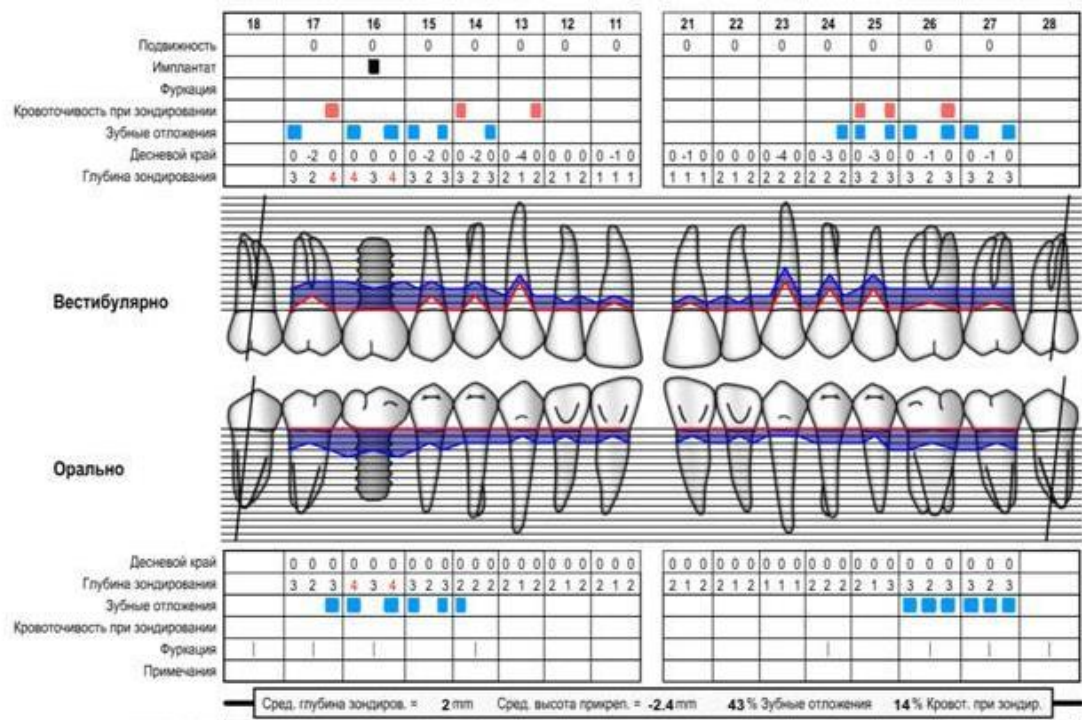 18 17 16 15 14 13 12 11 21 22 23 24 25 26 27 28
Подвижность 0 0 0 0 0 0 0 0 0 0 0 0 0 0
Имплантат
Фуркация
Кровоточивость при зондировании
Зубные отложения
Десневой край 0 -2 0 0 0 0 0 -2 0 0 -2 0 0 -4 0 0 0 0 0 -1 0 0 -1 0 0 0 0 0 -4 0 0 -3 0 0 -3 0 0 -1 0 0 -1 0
Глубина зондирования 3 2 4 4 3 4 3 2 3 3 2 3 2 1 2 2 1 2 1 1 1 1 1 1 2 1 2 2 2 2 2 2 2 3 2 3 3 2 3 3 2 3
Вестибулярно
Орально
Десневой край 0 0 0 0 0 0 0 0 0 0 0 0 0 0 0 0 0 0 0 0 0 0 0 0 0 0 0 0 0 0 0 0 0 0 0 0 0 0 0 0 0 0
Глубина зондирования 3 2 3 4 3 4 3 2 3 2 2 2 2 1 2 2 1 2 2 1 2 2 1 2 2 1 2 1 1 1 2 2 2 2 1 3 3 2 3 3 2 3
Зубные отложения
Кровоточивость при зондировании
Фуркация
Примечания
Сред. глубина зондиров. = 2 mm Сред. высота прикреп. = -2.4 mm 43 % Зубные отложения 14 % Кровот. при зондир.